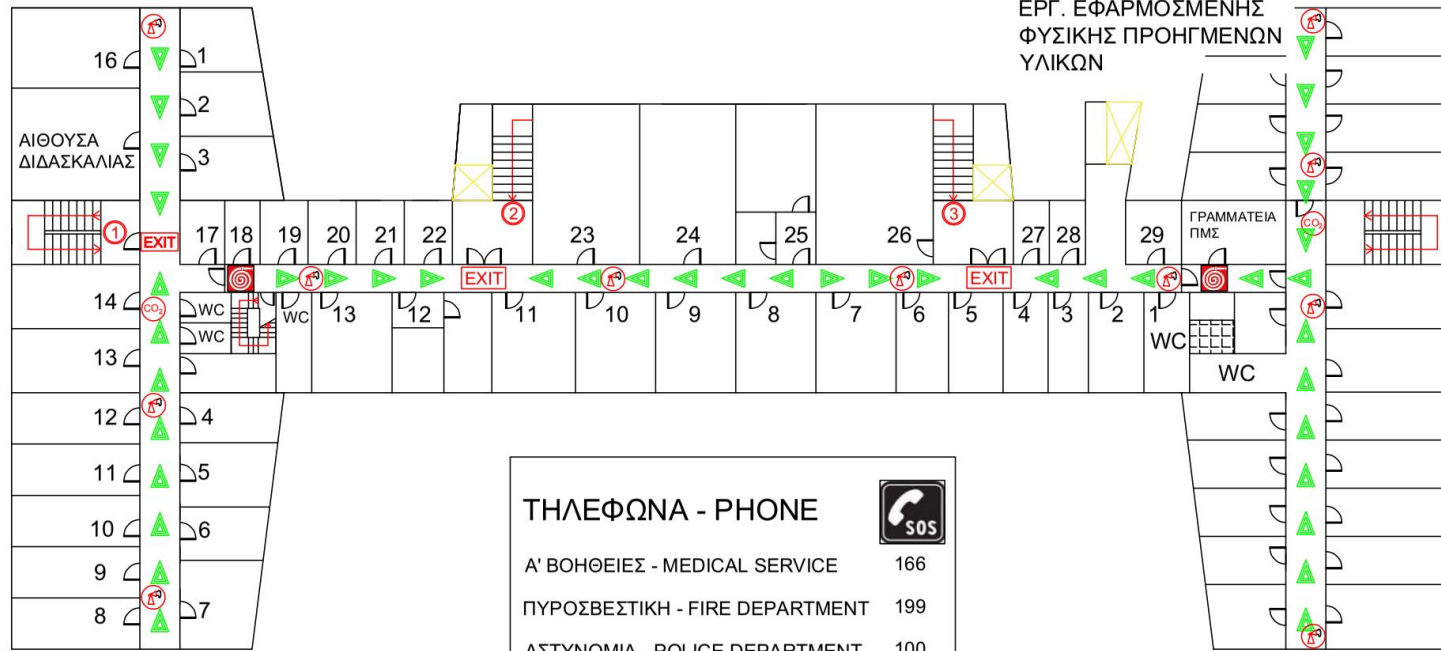 ΕΡΓ. ΕΦΑΡΜΟΣΜΕΝΗΣ
ΦΥΣΙΚΗΣ ΠΡΟΗΓΜΕΝΩΝ
ΥΛΙΚΩΝ
16
1
2
ΑΙΘΟΥΣΑ
ΔΙΔΑΣΚΑΛΙΑΣ
3
1
EXIT
17
18
19
20
21
22
2
23
24
25
26
3
27
28
29
ΓΡΑΜΜΑΤΕΙΑ
ΠΜΣ
CO2
EXIT
EXIT
14
CO2
WC
WC
WC
13
12
11
10
9
8
7
6
5
4
3
2
1
WC
WC
13
12
4
11
5
10
6
9
8
7
ΤΗΛΕΦΩΝΑ - PHONE
SOS
Α' ΒΟΗΘΕΙΕΣ - MEDICAL SERVICE 166
ΠΥΡΟΣΒΕΣΤΙΚΗ - FIRE DEPARTMENT 199
ΑΣΤΥΝΟΜΙΑ - POLICE DEPARTMENT 100